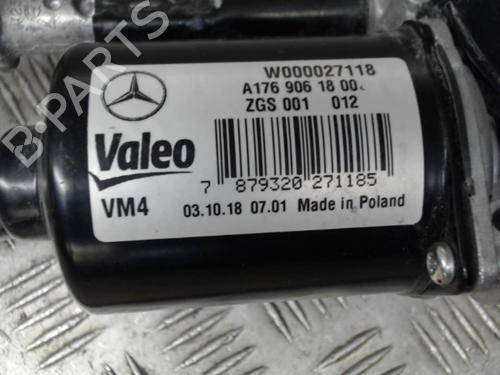 W000027118
A176 906 18 00
ZGS 001 012
Valeo
7 879320 271185
VM4 03.10.18 07.01 Made in Poland